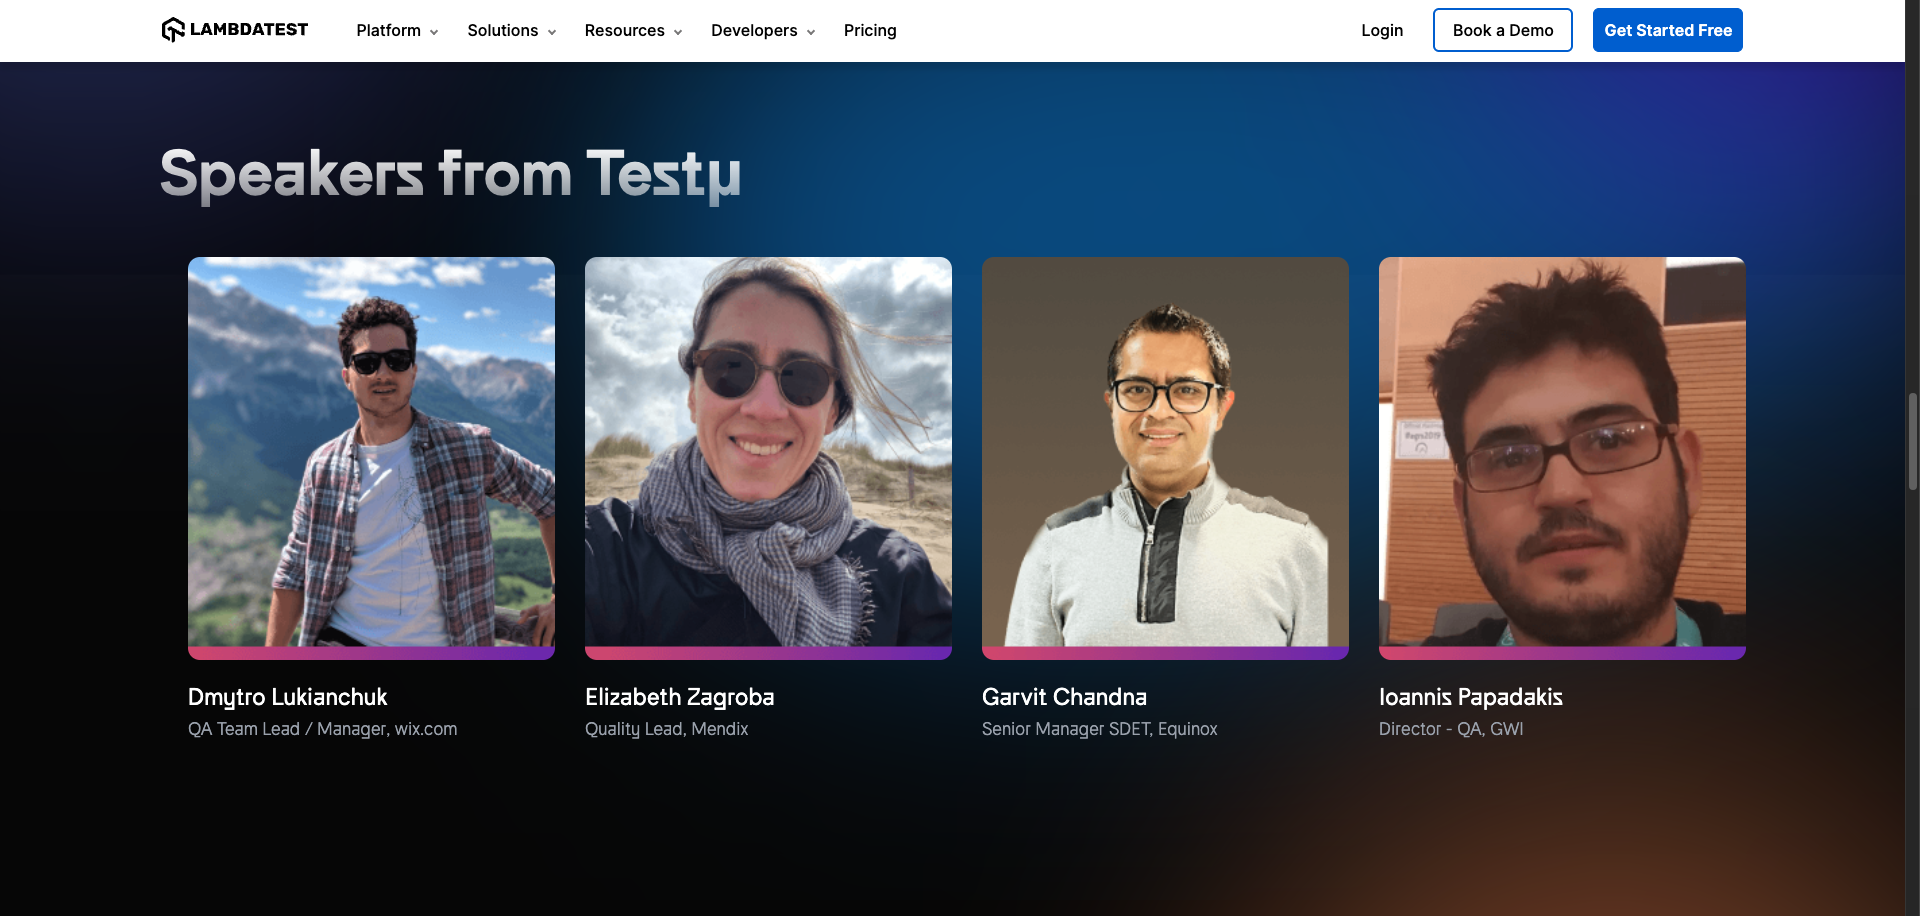 LAMBDATEST Platform Solutions Resources Developers Pricing Login Book a Demo Get Started Free
Speakers from Testμ
#agra2019
Dmytro Lukianchuk
QA Team Lead / Manager, wix.com
Elizabeth Zagroba
Quality Lead, Mendix
Garvit Chandna
Senior Manager SDET, Equinox
Ioannis Papadakis
Director - QA, GWI